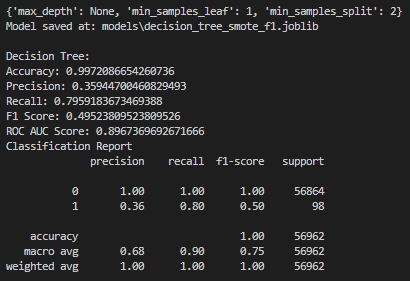 {'max_depth': None, 'min_samples_leaf': 1, 'min_samples_split': 2}
Model saved at: models\decision_tree_smote_f1.joblib
Decision Tree:
Accuracy: 0.9972086654260736
Precision: 0.35944700460829493
Recall: 0.7959183673469388
F1 Score: 0.49523809523809526
ROC AUC Score: 0.8967369692671666
Classification Report
precision recall f1-score support
0 1.00 1.00 1.00 56864
1 0.36 0.80 0.50 98
accuracy 1.00 56962
macro avg 0.68 0.90 0.75 56962
weighted avg 1.00 1.00 1.00 56962